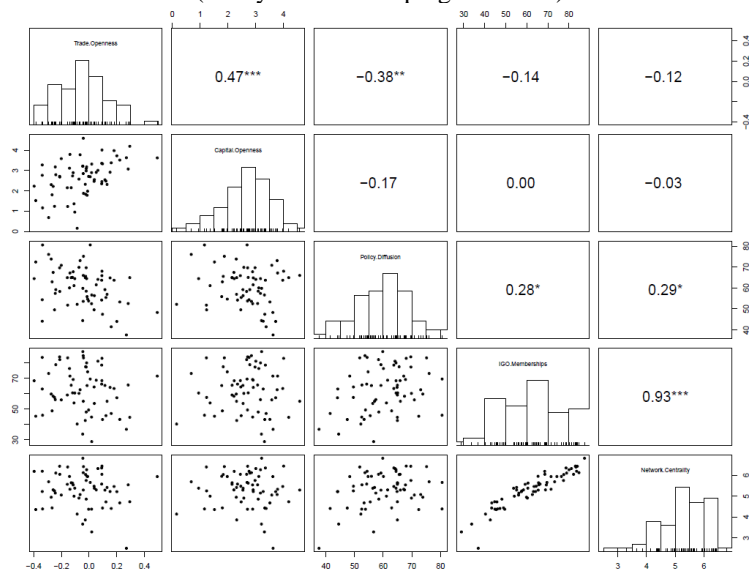 0 1 2 3 4 30 40 50 60 70 80
Trade.Openness 0.47*** −0.38** −0.14 −0.12
−0.4 0.0 0.4
Capital.Openness −0.17 0.00 −0.03
0 1 2 3 4
Policy.Diffusion 0.28* 0.29*
40 50 60 70 80
IGO.Memberships 0.93***
30 50 70
Network.Centrality
3 4 5 6
−0.4 −0.2 0.0 0.2 0.4 40 50 60 70 80 3 4 5 6